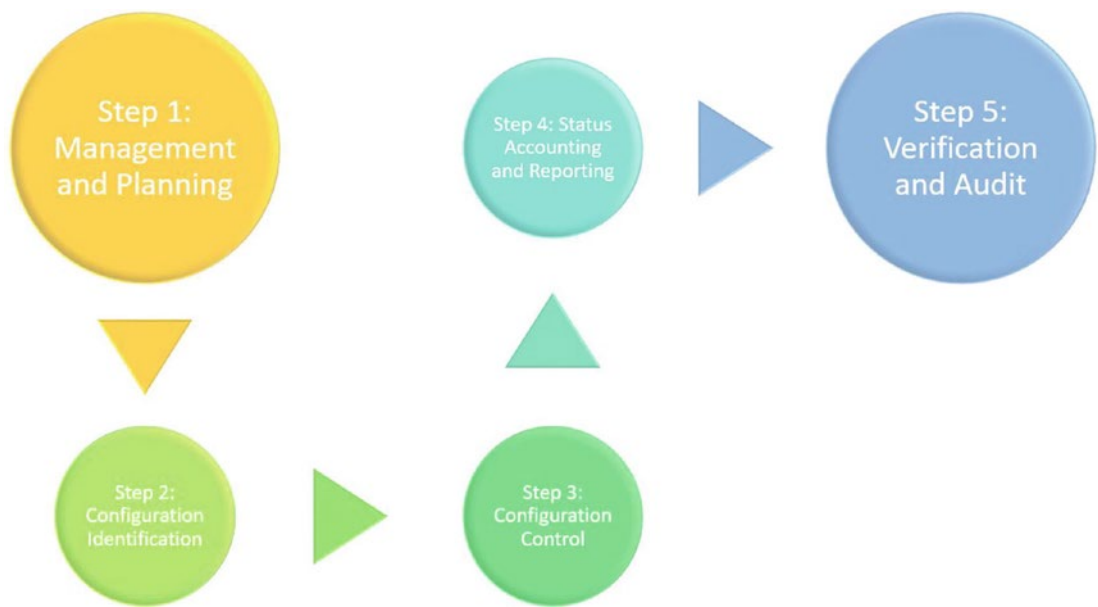 Step 1:
Management
and Planning
Step 2:
Configuration
Identification
Step 3:
Configuration
Control
Step 4: Status
Accounting
and Reporting
Step 5:
Verification
and Audit